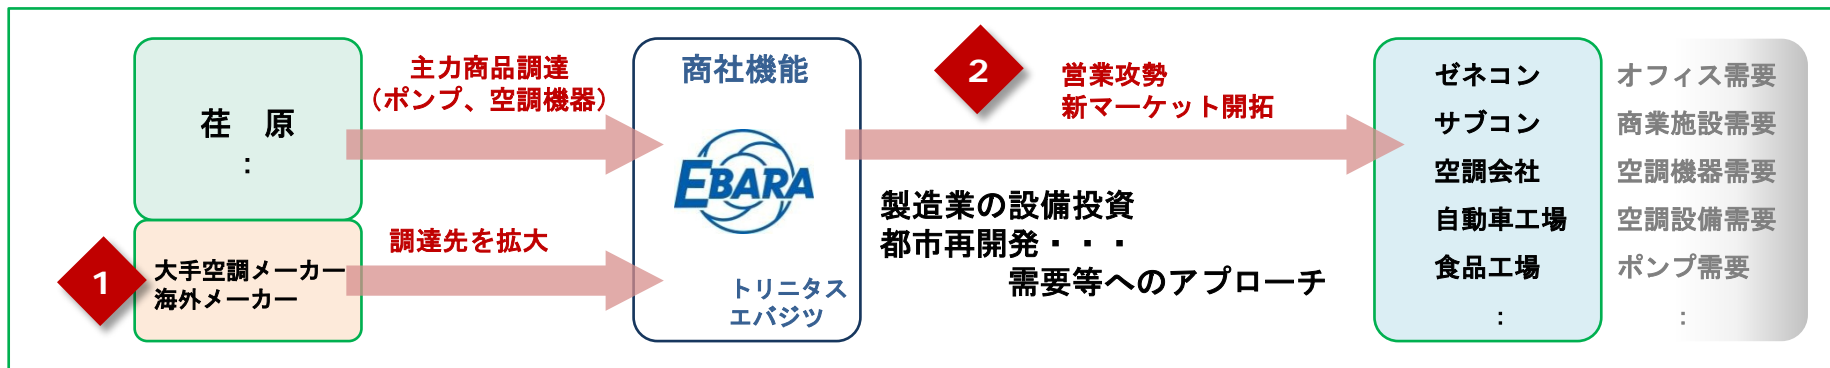 荏　原
：
1
大手空調メーカー
海外メーカー
主力商品調達
（ポンプ、空調機器）
調達先を拡大
商社機能
EBARA
トリニタス
エバジツ
2
営業攻勢
新マーケット開拓
製造業の設備投資
都市再開発・・・
需要等へのアプローチ
ゼネコン
サブコン
空調会社
自動車工場
食品工場
：
オフィス需要
商業施設需要
空調機器需要
空調設備需要
ポンプ需要
：